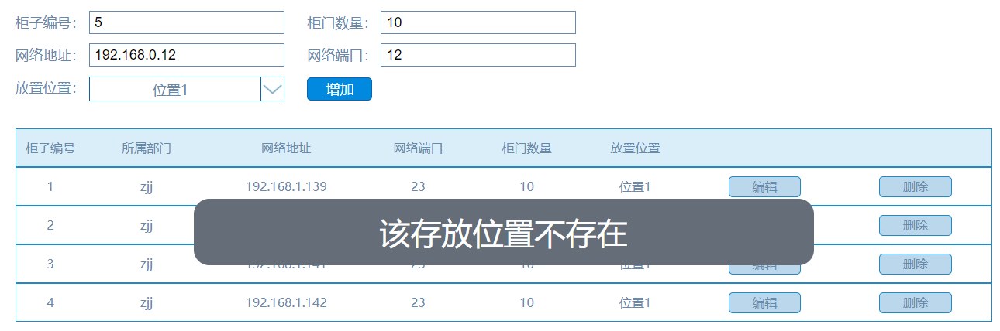 柜子编号： 5 柜门数量： 10
网络地址： 192.168.0.12 网络端口： 12
放置位置： 位置1 增加
柜子编号 所属部门 网络地址 网络端口 柜门数量 放置位置
1 zjj 192.168.1.139 23 10 位置1 编辑 删除
2 zjj 删除
该存放位置不存在
3 zjj 192.168.1.141 23 10 位置1 编辑 删除
4 zjj 192.168.1.142 23 10 位置1 编辑 删除